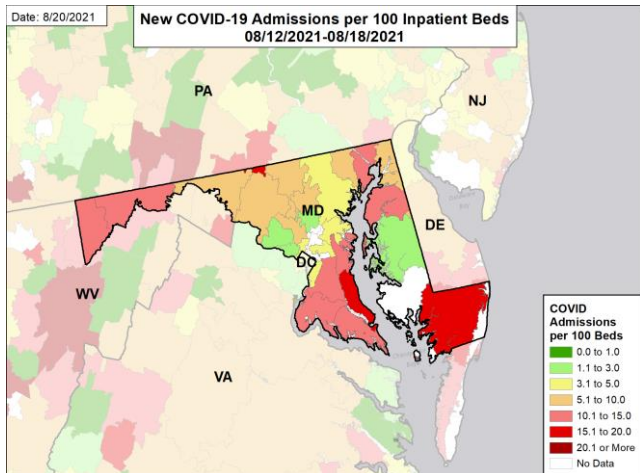 Date: 8/20/2021
New COVID-19 Admissions per 100 Inpatient Beds
08/12/2021-08/18/2021
PA
NJ
MD
DE
DC
WV
VA
COVID
Admissions
per 100 Beds
0.0 to 1.0
1.1 to 3.0
3.1 to 5.0
5.1 to 10.0
10.1 to 15.0
15.1 to 20.0
20.1 or More
No Data